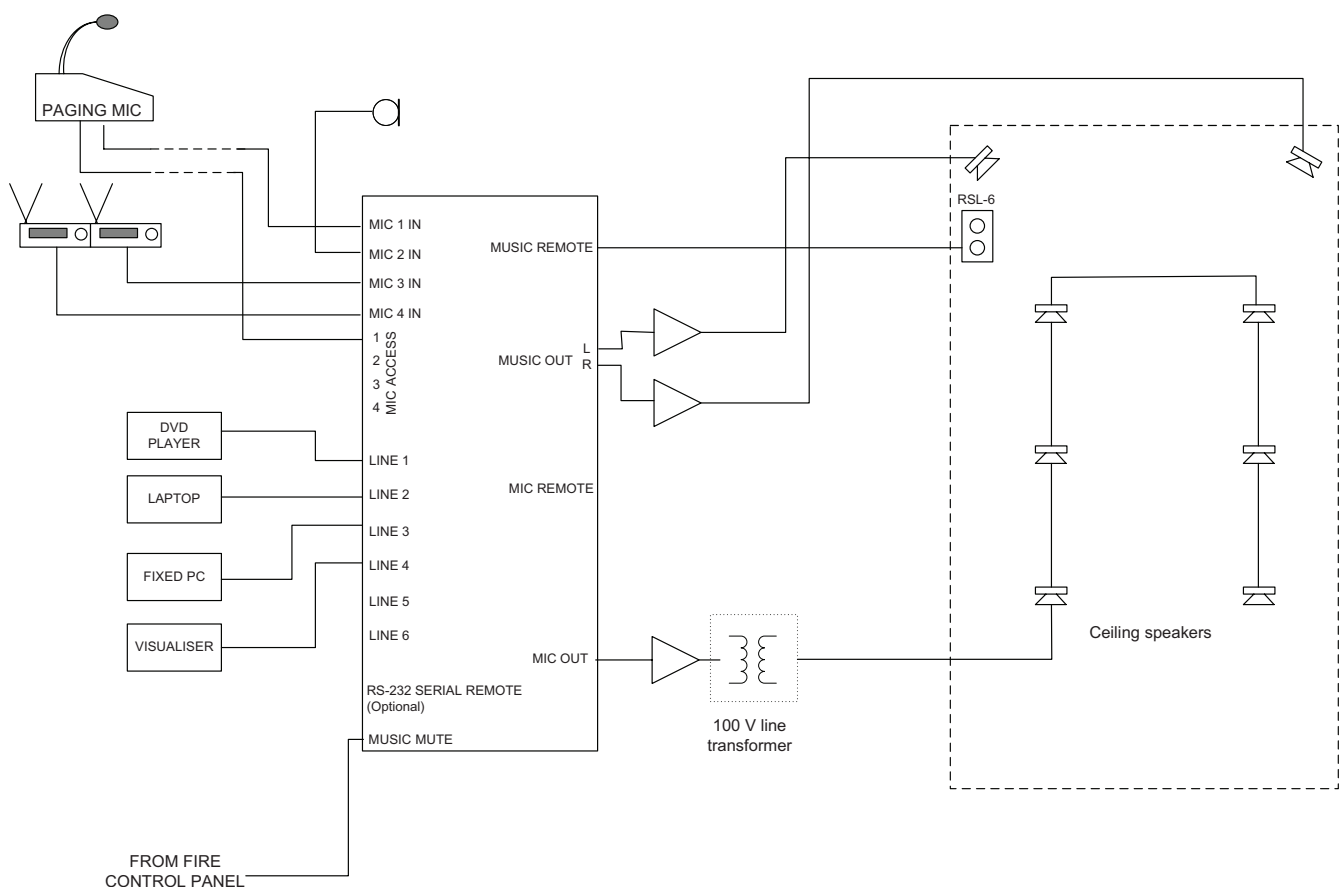 PAGING MIC
MIC 1 IN
MIC 2 IN
MIC 3 IN
MIC 4 IN
1
2
3
4
MIC ACCESS
DVD
PLAYER
LAPTOP
FIXED PC
VISUALISER
LINE 1
LINE 2
LINE 3
LINE 4
LINE 5
LINE 6
RS-232 SERIAL REMOTE
(Optional)
MUSIC MUTE
FROM FIRE
CONTROL PANEL
MUSIC REMOTE
MUSIC OUT
L
R
MIC REMOTE
MIC OUT
100 V line
transformer
RSL-6
Ceiling speakers